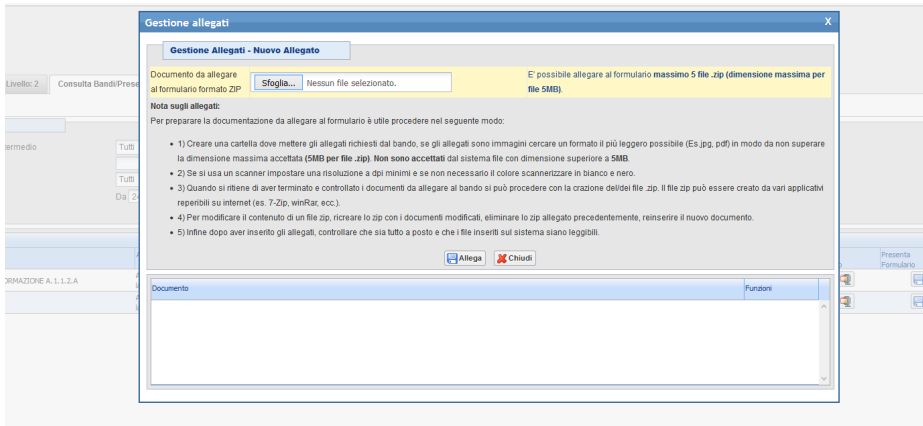 Gestione allegati X
Gestione Allegati - Nuovo Allegato
Documento da allegare
al formulario formato ZIP
Sfoglia... Nessun file selezionato.
E' possibile allegare al formulario massimo 5 file .zip (dimensione massima per
file 5MB).
Livello: 2 Consulta Bandi/Prese
Nota sugli allegati:
Per preparare la documentazione da allegare al formulario è utile procedere nel seguente modo:
1) Creare una cartella dove mettere gli allegati richiesti dal bando, se gli allegati sono immagini cercare un formato il più leggero possibile (Es.jpg, pdf) in modo da non superare
la dimensione massima accettata (5MB per file .zip). Non sono accettati dal sistema file con dimensione superiore a 5MB.
2) Se si usa un scanner impostare una risoluzione a dpi minimi e se non necessario il colore scannerizzare in bianco e nero.
3) Quando si ritiene di aver terminato e controllato i documenti da allegare al bando si può procedere con la crazione del/dei file .zip. Il file zip può essere creato da vari applicativi
reperibili su internet (es. 7-Zip, winRar, ecc.).
4) Per modificare il contenuto di un file zip, ricreare lo zip con i documenti modificati, eliminare lo zip allegato precedentemente, reinserire il nuovo documento.
5) Infine dopo aver inserito gli allegati, controllare che sia tutto a posto e che i file inseriti sul sistema siano leggibili.
ermedio Tutti
Tutti
Da 2
Allega Chiudi
Presenta
Formulario
ORMAZIONE A.1.1.2.A
Documento Funzioni